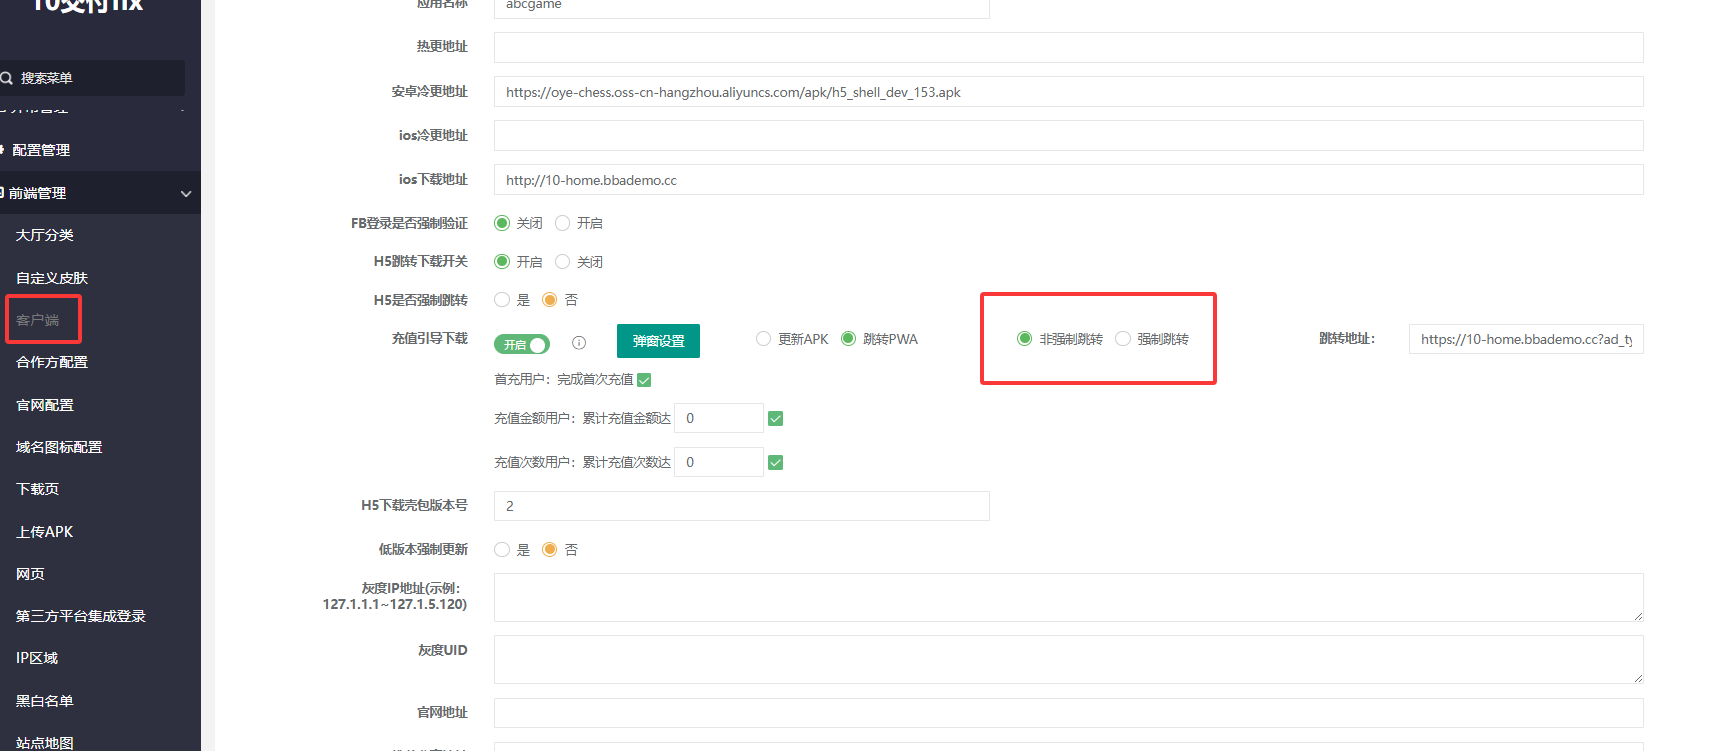 10交付fix
搜索菜单
配置管理
前端管理
大厅分类
自定义皮肤
客户端
合作方配置
官网配置
域名图标配置
下载页
上传APK
网页
第三方平台集成登录
IP区域
黑白名单
站点地图
应用名称 abcgame
热更地址
安卓冷更地址 https://oye-chess.oss-cn-hangzhou.aliyuncs.com/apk/h5_shell_dev_153.apk
ios冷更地址
ios下载地址 http://10-home.bbademo.cc
FB登录是否强制验证 关闭 开启
H5跳转下载开关 开启 关闭
H5是否强制跳转 是 否
充值引导下载 开启 弹窗设置 更新APK 跳转PWA 非强制跳转 强制跳转 跳转地址： https://10-home.bbademo.cc?ad_ty
首充用户：完成首次充值
充值金额用户：累计充值金额达 0
充值次数用户：累计充值次数达 0
H5下载壳包版本号 2
低版本强制更新 是 否
灰度IP地址(示例：
127.1.1.1~127.1.5.120)
灰度UID
官网地址